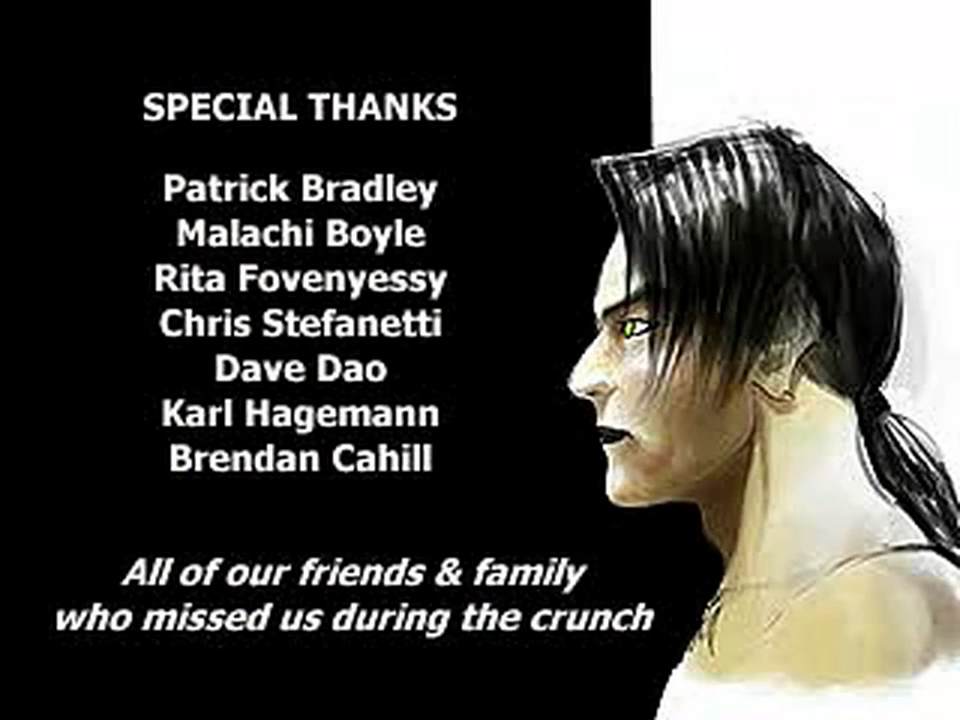 SPECIAL THANKS
Patrick Bradley
Malachi Boyle
Rita Fovenyessy
Chris Stefanetti
Dave Dao
Karl Hagemann
Brendan Cahill
All of our friends & family
who missed us during the crunch